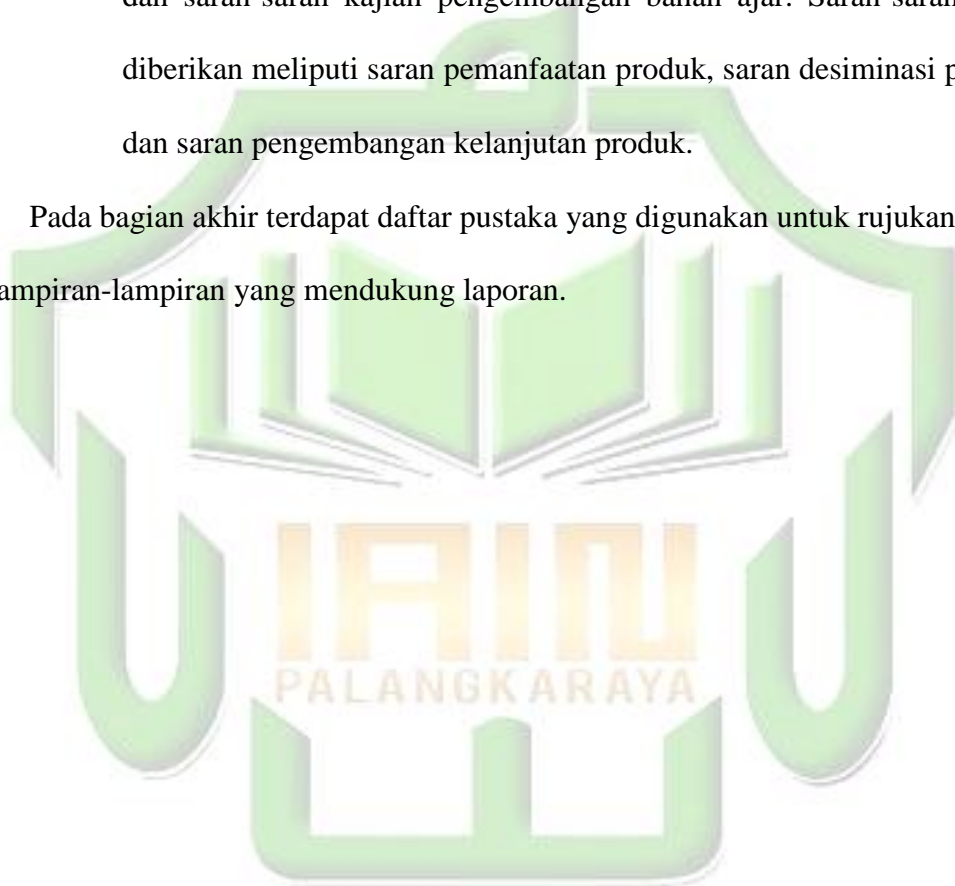 dan saran-saran kajian pengembangan bahan ajar. Saran-saran
diberikan meliputi saran pemanfaatan produk, saran desiminasi
dan saran pengembangan kelanjutan produk.
Pada bagian akhir terdapat daftar pustaka yang digunakan untuk rujukan
lampiran-lampiran yang mendukung laporan.
IAIN
PALANGKARAYA